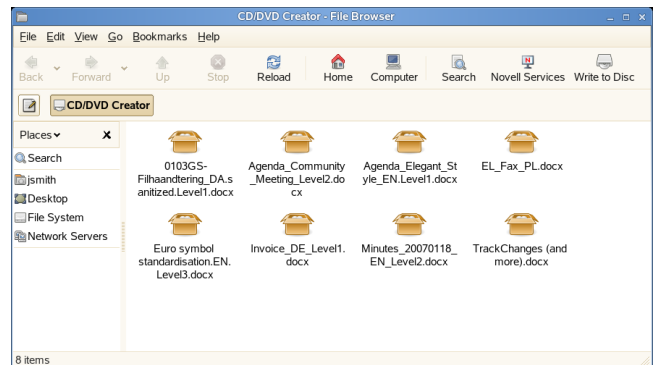 CD/DVD Creator - File Browser
File Edit View Go Bookmarks Help
Back Forward Up Stop Reload Home Computer Search Novell Services Write to Disc
CD/DVD Creator
Places
Search
jsmith
Desktop
File System
Network Servers
0103GS-
Filhaandtering_DA.s
anitized.Level1.docx
Agenda_Community
_Meeting_Level2.do
cx
Agenda_Elegant_St
yle_EN.Level1.docx
EL_Fax_PL.docx
Euro symbol
standardisation.EN.
Level3.docx
Invoice_DE_Level1.
docx
Minutes_20070118_
EN_Level2.docx
TrackChanges (and
more).docx
8 items